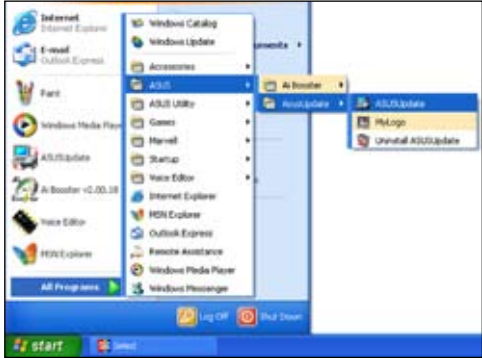 Internet
Internet Explorer
E-mail
Outlook Express
Paint
Windows Media Play
ASUSUpdate
Ai Booster v2.00.18
Voice Editor
MSN Explorer
All Programs
Windows Catalog
Windows Update
Accessories
ASUS
ASUS Utility
Games
Marvell
Startup
Voice Editor
Internet Explorer
MSN Explorer
Outlook Express
Remote Assistance
Windows Media Player
Windows Messenger
uments
Ai Booster
AsusUpdate
ASUSUpdate
MyLogo
Uninstall ASUSUpdate
Log Off
Shut Down
start